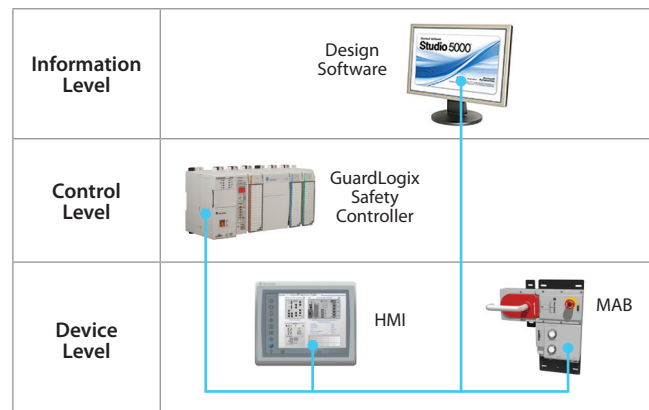 Information
Level
Design
Software
Studio 5000
Control
Level
GuardLogix
Safety
Controller
Device
Level
HMI
MAB